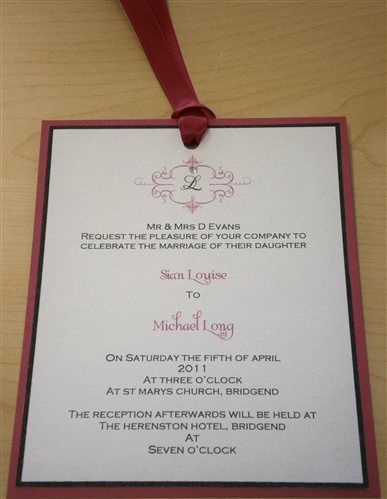 L
Mr & Mrs D Evans
Request the pleasure of your company to
celebrate the marriage of their daughter
Sian Louise
To
Michael Long
On Saturday the fifth of april
2011
At three o'clock
At st marys church, Bridgend
The reception afterwards will be held at
The Herenston Hotel, Bridgend
At
Seven o'clock